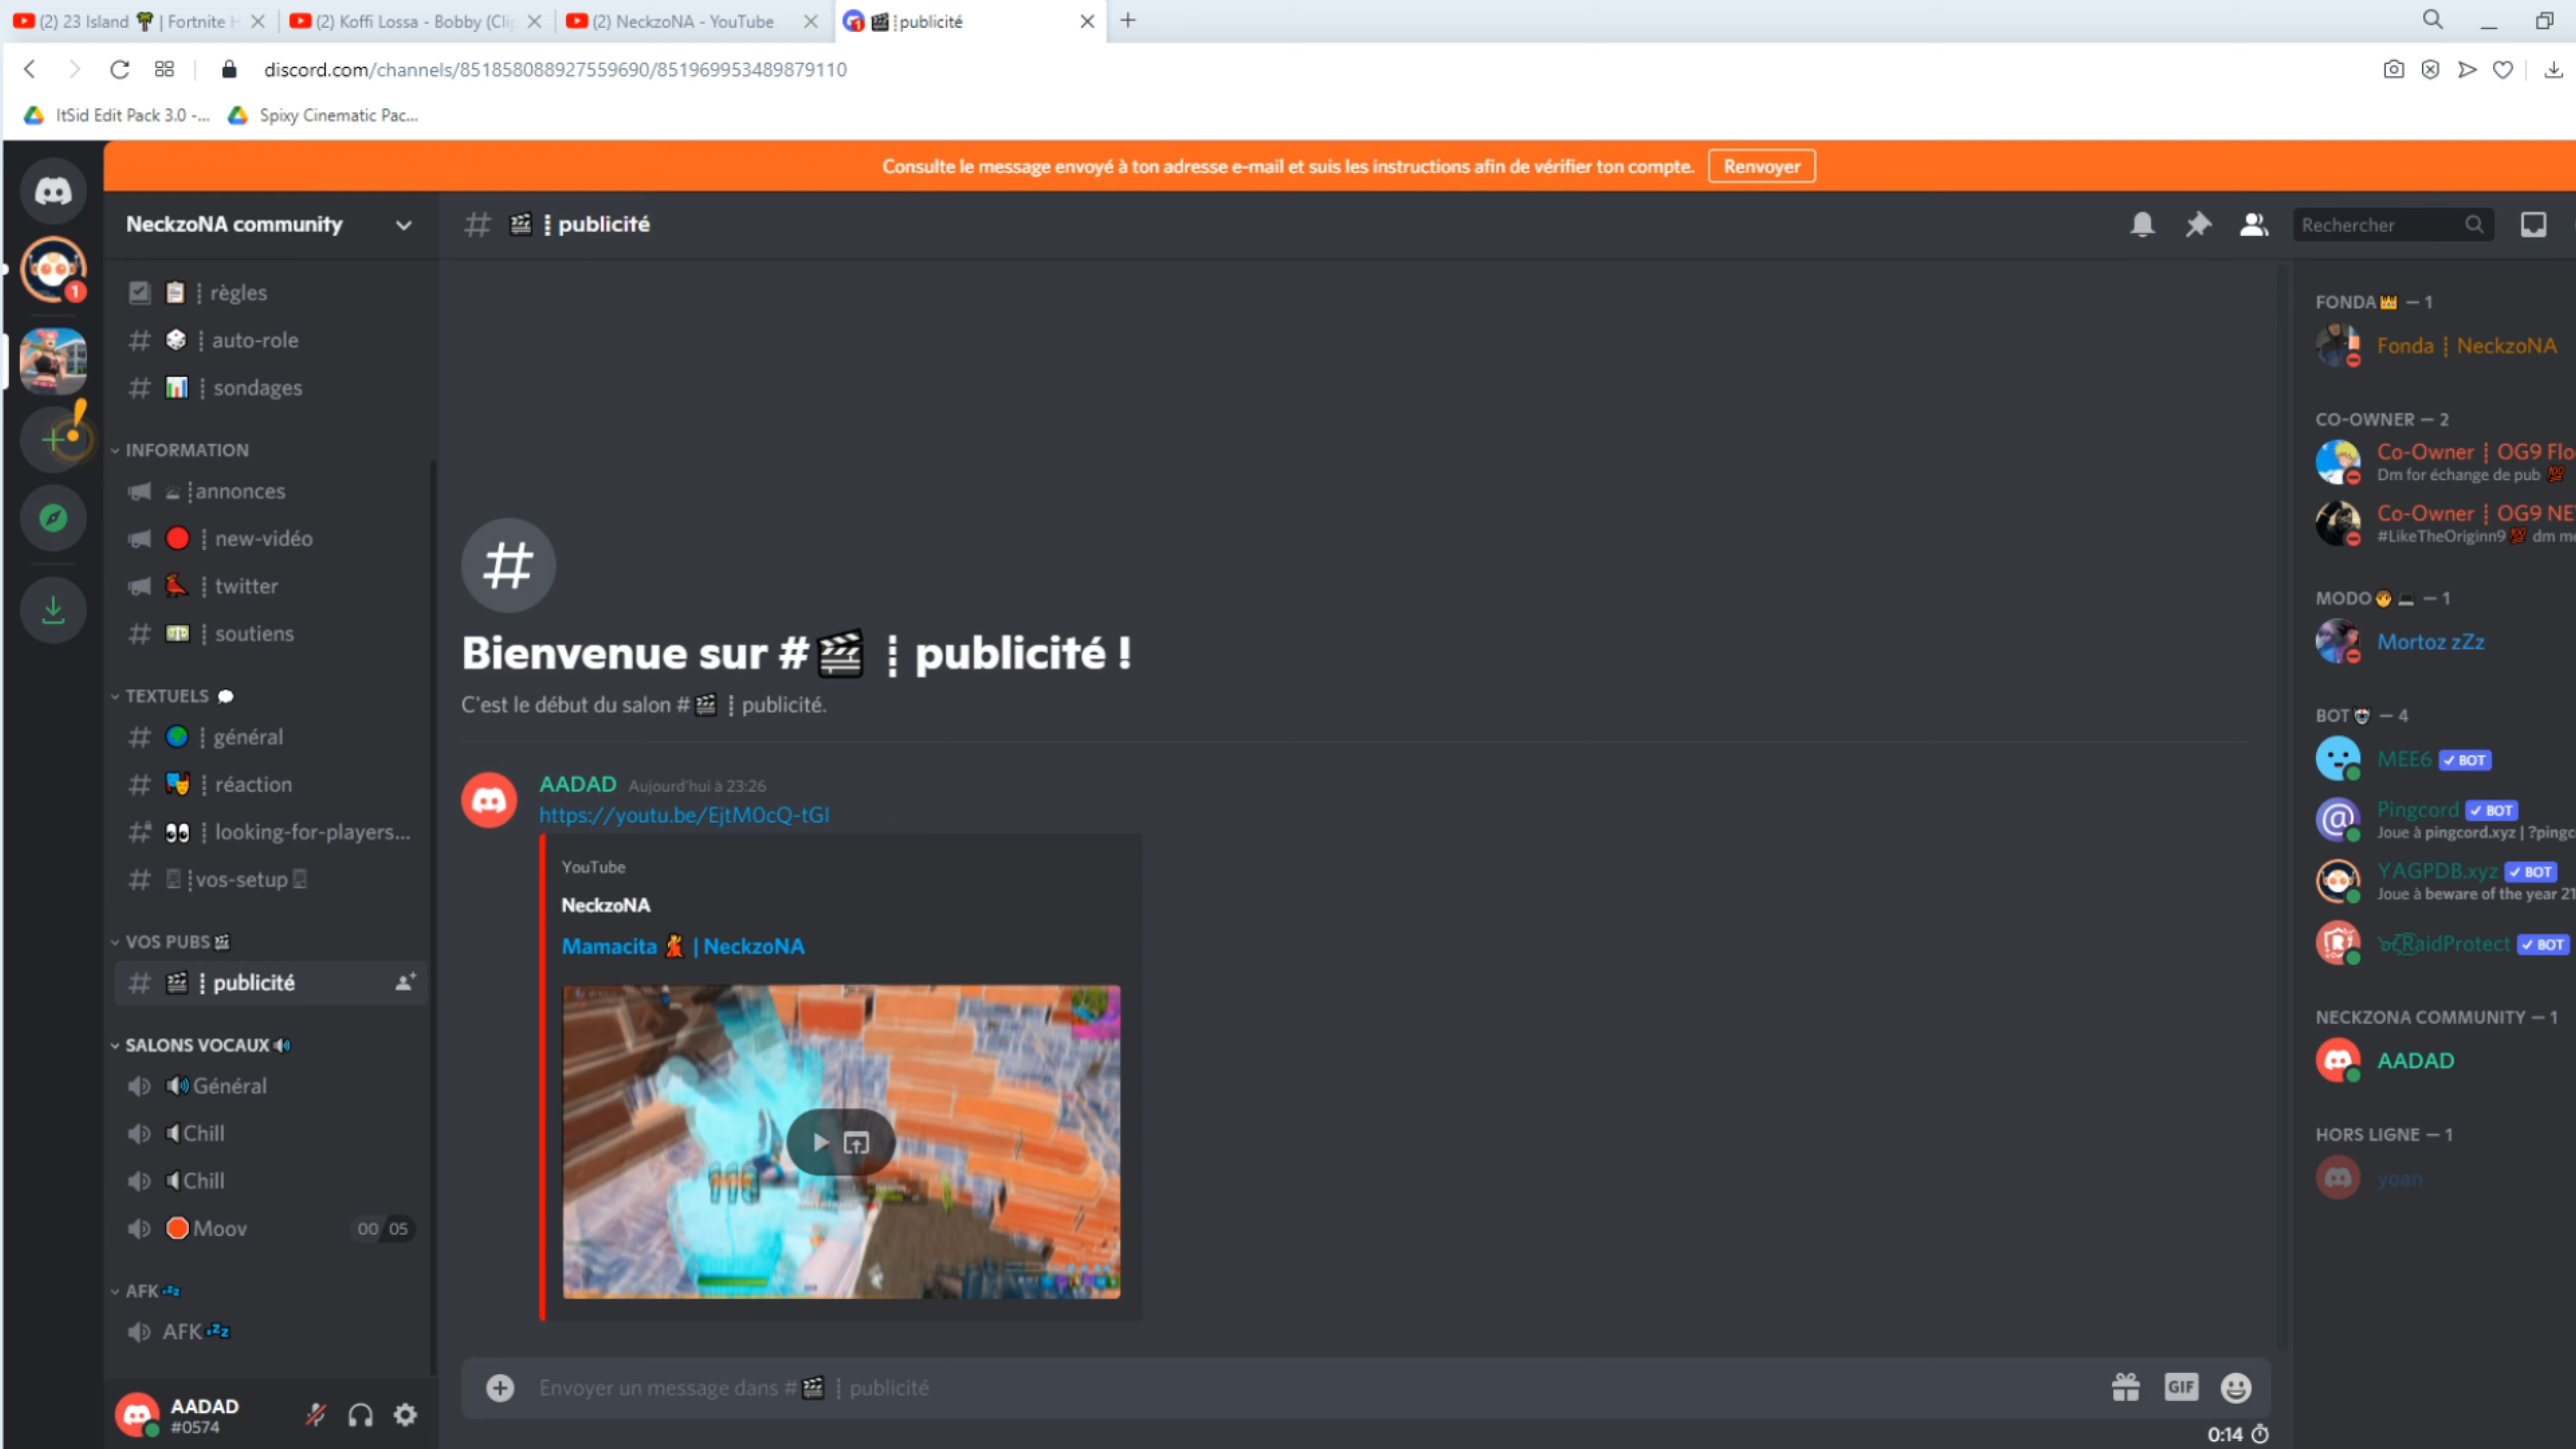 (2) 23 Island 🌴 | Fortnite H
(2) Koffi Lossa - Bobby (Clip
(2) NeckzoNA - YouTube
🎬┊publicité
discord.com/channels/851858088927559690/851969953489879110
ItSid Edit Pack 3.0 -...
Spixy Cinematic Pac...
Consulte le message envoyé à ton adresse e-mail et suis les instructions afin de vérifier ton compte.
Renvoyer
NeckzoNA community
# 🎬┊publicité
Rechercher
1
📋┊règles
# 🎲┊auto-role
# 📊┊sondages
INFORMATION
┊annonces
🔴┊new-vidéo
┊twitter
# 💵┊soutiens
TEXTUELS 💬
# 🌍┊général
# 🎭┊réaction
# 👀┊looking-for-players...
# ┊vos-setup
VOS PUBS🎬
# 🎬┊publicité
SALONS VOCAUX🔊
🔊Général
🔈Chill
🔈Chill
🛑Moov
00 05
AFK💤
AFK💤
AADAD
#0574
Bienvenue sur #🎬┊publicité !
C'est le début du salon #🎬┊publicité.
AADAD Aujourd'hui à 23:26
https://youtu.be/EjtM0cQ-tGI
YouTube
NeckzoNA
Mamacita 💃 | NeckzoNA
110
Envoyer un message dans #🎬┊publicité
GIF
0:14
FONDA👑 — 1
Fonda┊NeckzoNA
CO-OWNER — 2
Co-Owner┊OG9 Flo
Dm for échange de pub 💯
Co-Owner┊OG9 NE
#LikeTheOriginn9💯 dm me
MODO — 1
Mortoz zZz
BOT — 4
MEE6 ✓ BOT
Pingcord ✓ BOT
Joue à pingcord.xyz | ?pingc
YAGPDB.xyz ✓ BOT
Joue à beware of the year 21
RaidProtect ✓ BOT
NECKZONA COMMUNITY — 1
AADAD
HORS LIGNE — 1
yoan